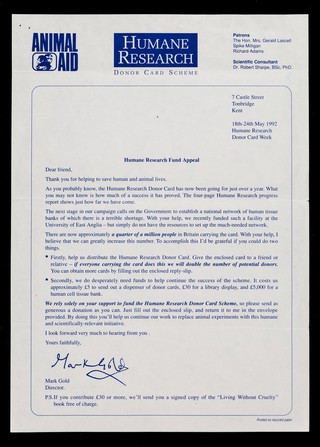 ANIMAL
AID
HUMANE
RESEARCH
DONOR CARD SCHEME
Patrons
The Hon. Mrs. Gerald Lascell
Spike Milligan
Richard Adams
Scientific Consultant
Dr. Robert Sharpe, BSc, PhD.
7 Castle Street
Tonbridge
Kent
18th-24th May 1992
Humane Research
Donor Card Week
Humane Research Fund Appeal
Dear friend,
Thank you for helping to save human and animal lives.
As you probably know, the Humane Research Donor Card has now been going for just over a year. What
you may not know is how much of a success it has proved. The four-page Humane Research progress
report shows just how far we have come.
The next stage in our campaign calls on the Government to establish a national network of human tissue
banks of which there is a terrible shortage. With your help, we recently funded such a facility at the
University of East Anglia – but simply do not have the resources to set up the much-needed network.
There are now approximately a quarter of a million people in Britain carrying the card. With your help, I
believe that we can greatly increase this number. To accomplish this I'd be grateful if you could do two
things.
• Firstly, help us distribute the Humane Research Donor Card. Give the enclosed card to a friend or
relative – if everyone carrying the card does this we will double the number of potential donors.
You can obtain more cards by filling out the enclosed reply-slip.
• Secondly, we do desperately need funds to help continue the success of the scheme. It costs us
approximately £5 to send out a dispenser of donor cards, £30 for a library display, and £5,000 for a
human cell tissue bank.
We rely solely on your support to fund the Humane Research Donor Card Scheme, so please send as
generous a donation as you can. Just fill out the enclosed slip, and return it to me in the envelope
provided. By doing this you'll help us continue our work to replace animal experiments with this humane
and scientifically-relevant initiative.
I look forward very much to hearing from you .
Yours faithfully,
Mark Gold
Mark Gold
Director.
P.S.If you contribute £30 or more, we'll send you a signed copy of the "Living Without Cruelty"
book free of charge.
Printed on recycled paper